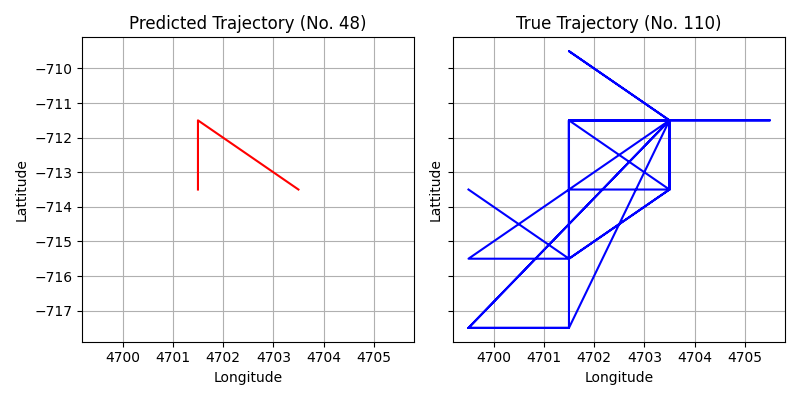 Predicted Trajectory (No. 48)
True Trajectory (No. 110)
Lattitude
−710
−711
−712
−713
−714
−715
−716
−717
4700 4701 4702 4703 4704 4705
Longitude
Lattitude
4700 4701 4702 4703 4704 4705
Longitude